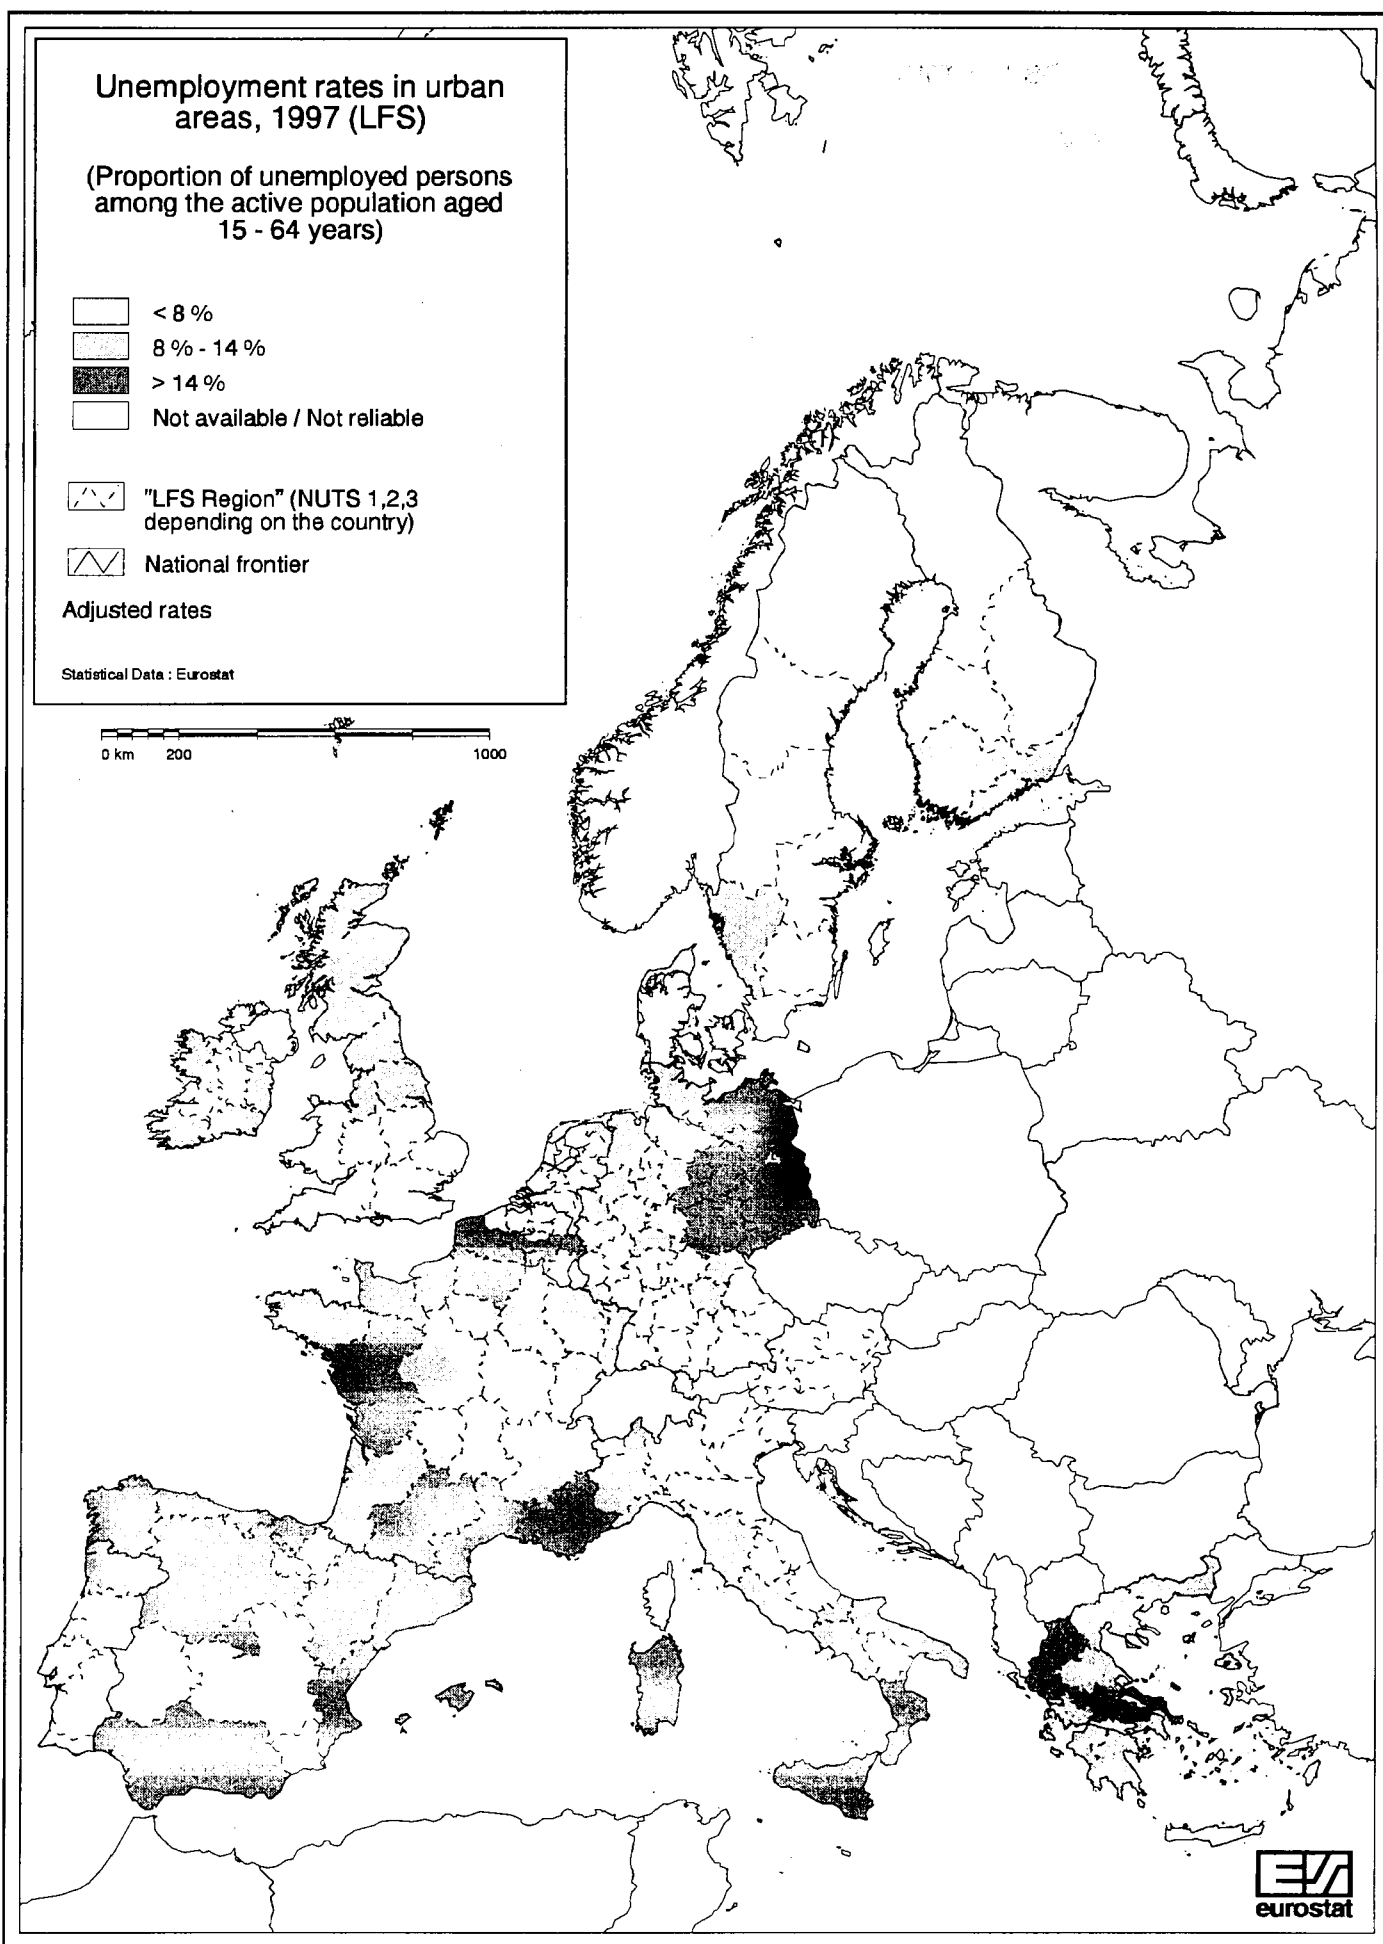 Unemployment rates in urban
areas, 1997 (LFS)
(Proportion of unemployed persons
among the active population aged
15 - 64 years)
< 8 %
8 % - 14 %
> 14 %
Not available / Not reliable
"LFS Region" (NUTS 1,2,3
depending on the country)
National frontier
Adjusted rates
Statistical Data : Eurostat
0 km 200 1000
eurostat